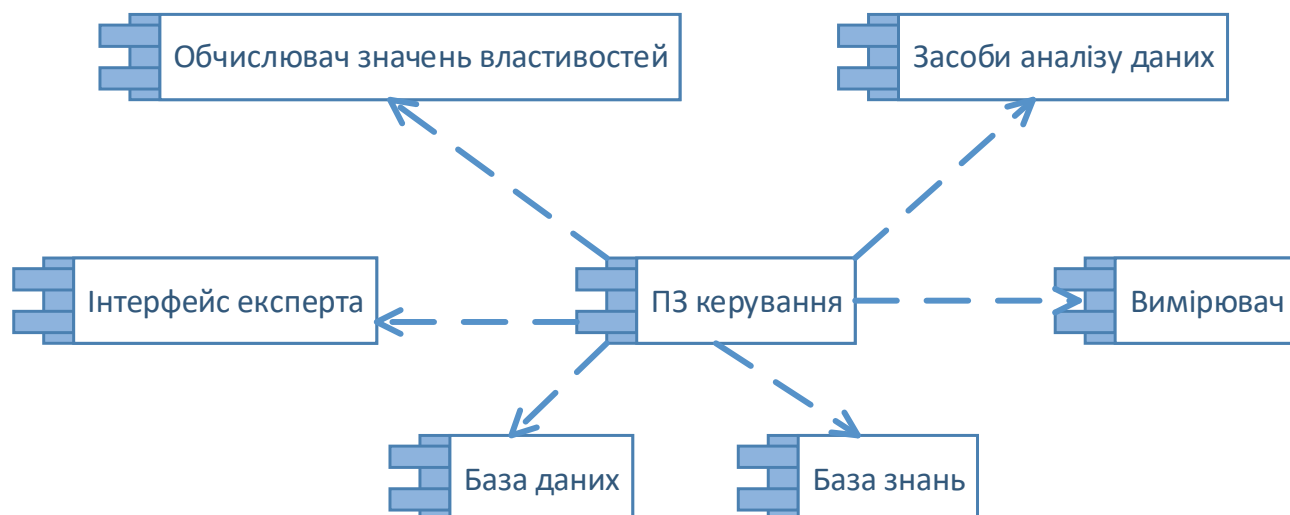 Обчислювач значень властивостей
Засоби аналізу даних
Інтерфейс експерта
ПЗ керування
Вимірювач
База даних
База знань